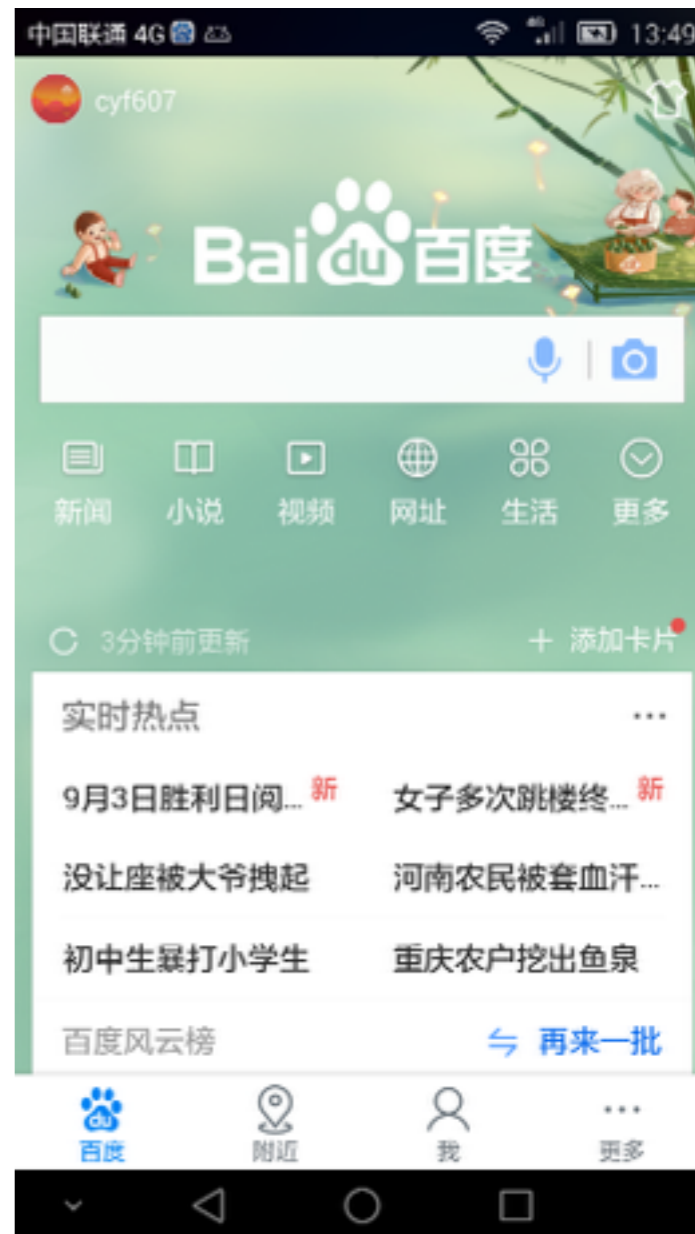 中国联通 4G 13:49
cyf607
Bai du 百度
新闻 小说 视频 网址 生活 更多
3分钟前更新 + 添加卡片
实时热点 ...
9月3日胜利日阅... 新 女子多次跳楼终... 新
没让座被大爷拽起 河南农民被套血汗...
初中生暴打小学生 重庆农户挖出鱼泉
百度风云榜 再来一批
du
百度 附近 我 更多